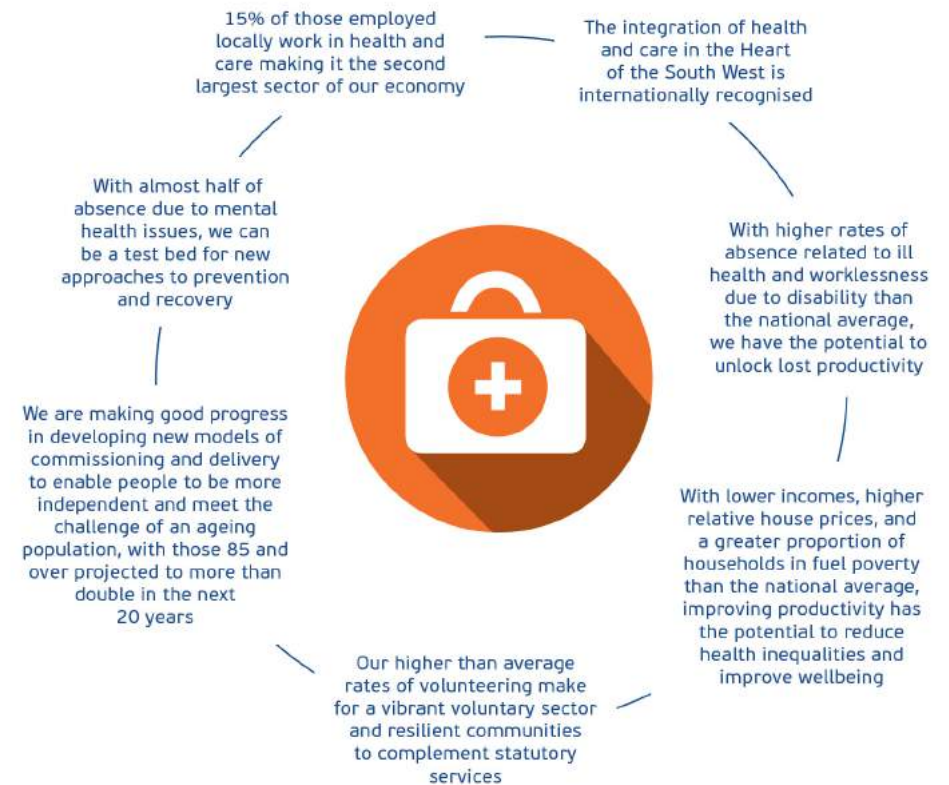 15% of those employed
locally work in health and
care making it the second
largest sector of our economy
The integration of health
and care in the Heart
of the South West is
internationally recognised
With higher rates of
absence related to ill
health and worklessness
due to disability than
the national average,
we have the potential to
unlock lost productivity
With lower incomes, higher
relative house prices, and
a greater proportion of
households in fuel poverty
than the national average,
improving productivity has
the potential to reduce
health inequalities and
improve wellbeing
Our higher than average
rates of volunteering make
for a vibrant voluntary sector
and resilient communities
to complement statutory
services
We are making good progress
in developing new models of
commissioning and delivery
to enable people to be more
independent and meet the
challenge of an ageing
population, with those 85 and
over projected to more than
double in the next
20 years
With almost half of
absence due to mental
health issues, we can
be a test bed for new
approaches to prevention
and recovery